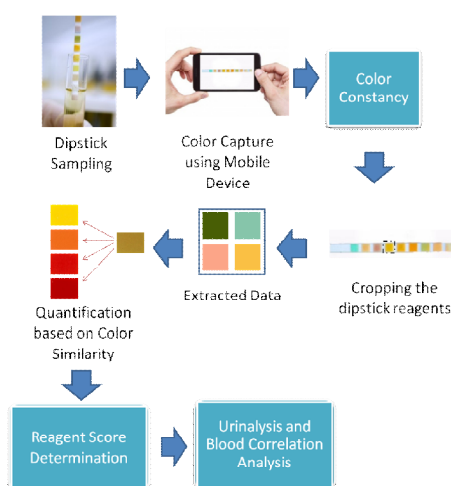 Dipstick
Sampling
Color Capture
using Mobile
Device
Color
Constancy
Quantification
based on Color
Similarity
Extracted Data
Cropping the
dipstick reagents
Reagent Score
Determination
Urinalysis and
Blood Correlation
Analysis